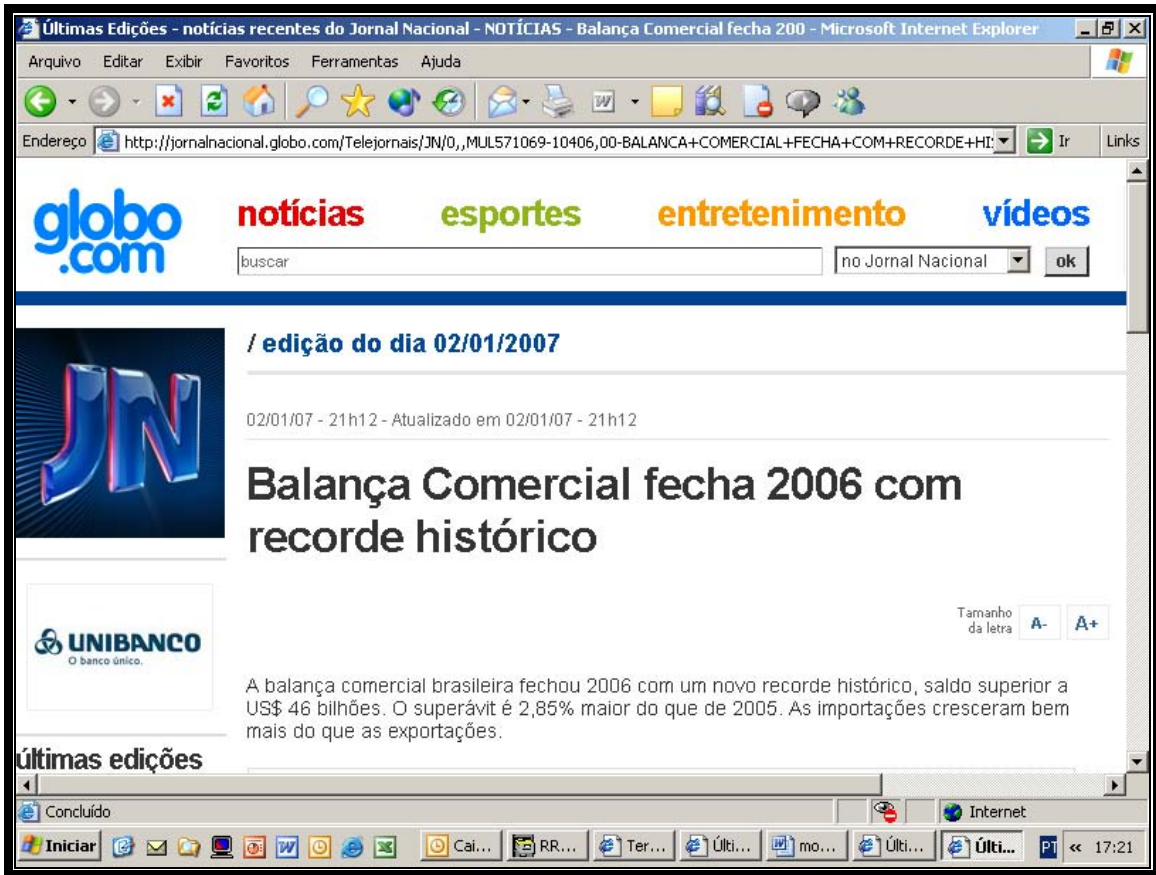 Últimas Edições - notícias recentes do Jornal Nacional - NOTÍCIAS - Balança Comercial fecha 200 - Microsoft Internet Explorer
Arquivo Editar Exibir Favoritos Ferramentas Ajuda
Endereço http://jornalnacional.globo.com/Telejornais/JN/0,,MUL571069-10406,00-BALANCA+COMERCIAL+FECHA+COM+RECORDE+HI: Ir Links
globo
.com
notícias esportes entretenimento vídeos
buscar no Jornal Nacional ok
JN
/ edição do dia 02/01/2007
02/01/07 - 21h12 - Atualizado em 02/01/07 - 21h12
Balança Comercial fecha 2006 com
recorde histórico
Tamanho
da letra A- A+
UNIBANCO
O banco único.
A balança comercial brasileira fechou 2006 com um novo recorde histórico, saldo superior a
US$ 46 bilhões. O superávit é 2,85% maior do que de 2005. As importações cresceram bem
mais do que as exportações.
últimas edições
Concluído Internet
Iniciar Cai... RR... Ter... Últi... mo... Últi... Últi... PT « 17:21